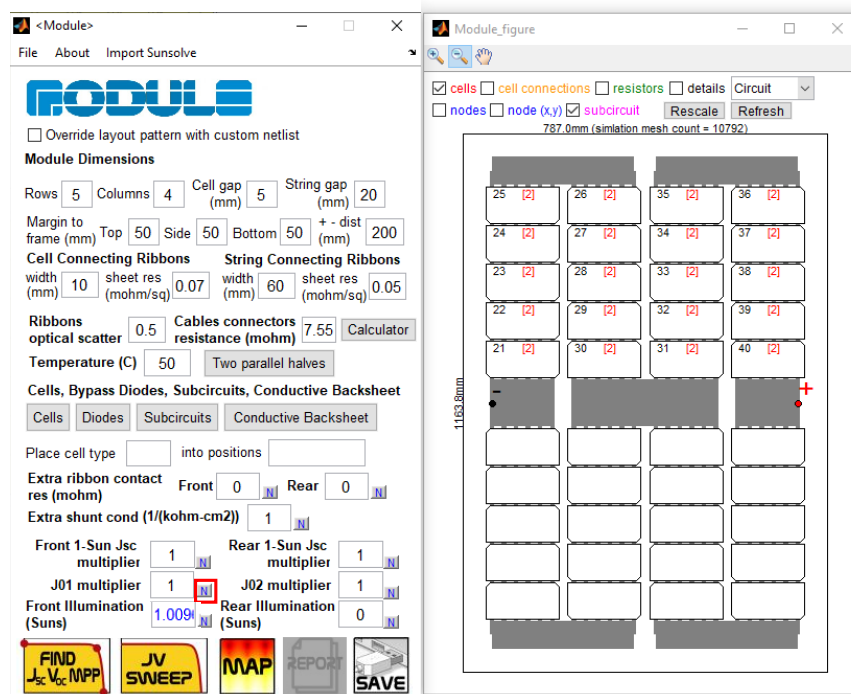 <Module>
File About Import Sunsolve
MODULE
Override layout pattern with custom netlist
Module Dimensions
Rows 5 Columns 4 Cell gap (mm) 5 String gap (mm) 20
Margin to frame (mm) Top 50 Side 50 Bottom 50 + - dist (mm) 200
Cell Connecting Ribbons String Connecting Ribbons
width (mm) 10 sheet res (mohm/sq) 0.07 width (mm) 60 sheet res (mohm/sq) 0.05
Ribbons optical scatter 0.5 Cables connectors resistance (mohm) 7.55 Calculator
Temperature (C) 50 Two parallel halves
Cells, Bypass Diodes, Subcircuits, Conductive Backsheet
Cells Diodes Subcircuits Conductive Backsheet
Place cell type into positions
Extra ribbon contact res (mohm) Front 0 N Rear 0 N
Extra shunt cond (1/(kohm-cm2)) 1 N
Front 1-Sun Jsc multiplier 1 N Rear 1-Sun Jsc multiplier 1 N
J01 multiplier 1 N J02 multiplier 1 N
Front Illumination (Suns) 1.009 N Rear Illumination (Suns) 0 N
FIND Jsc Voc MPP JV SWEEP MAP REPORT SAVE
Module_figure
cells cell connections resistors details Circuit
nodes node (x,y) subcircuit Rescale Refresh
787.0mm (simlation mesh count = 10792)
25 [2] 26 [2] 35 [2] 36 [2]
24 [2] 27 [2] 34 [2] 37 [2]
23 [2] 28 [2] 33 [2] 38 [2]
22 [2] 29 [2] 32 [2] 39 [2]
21 [2] 30 [2] 31 [2] 40 [2]
- +
1163.8mm